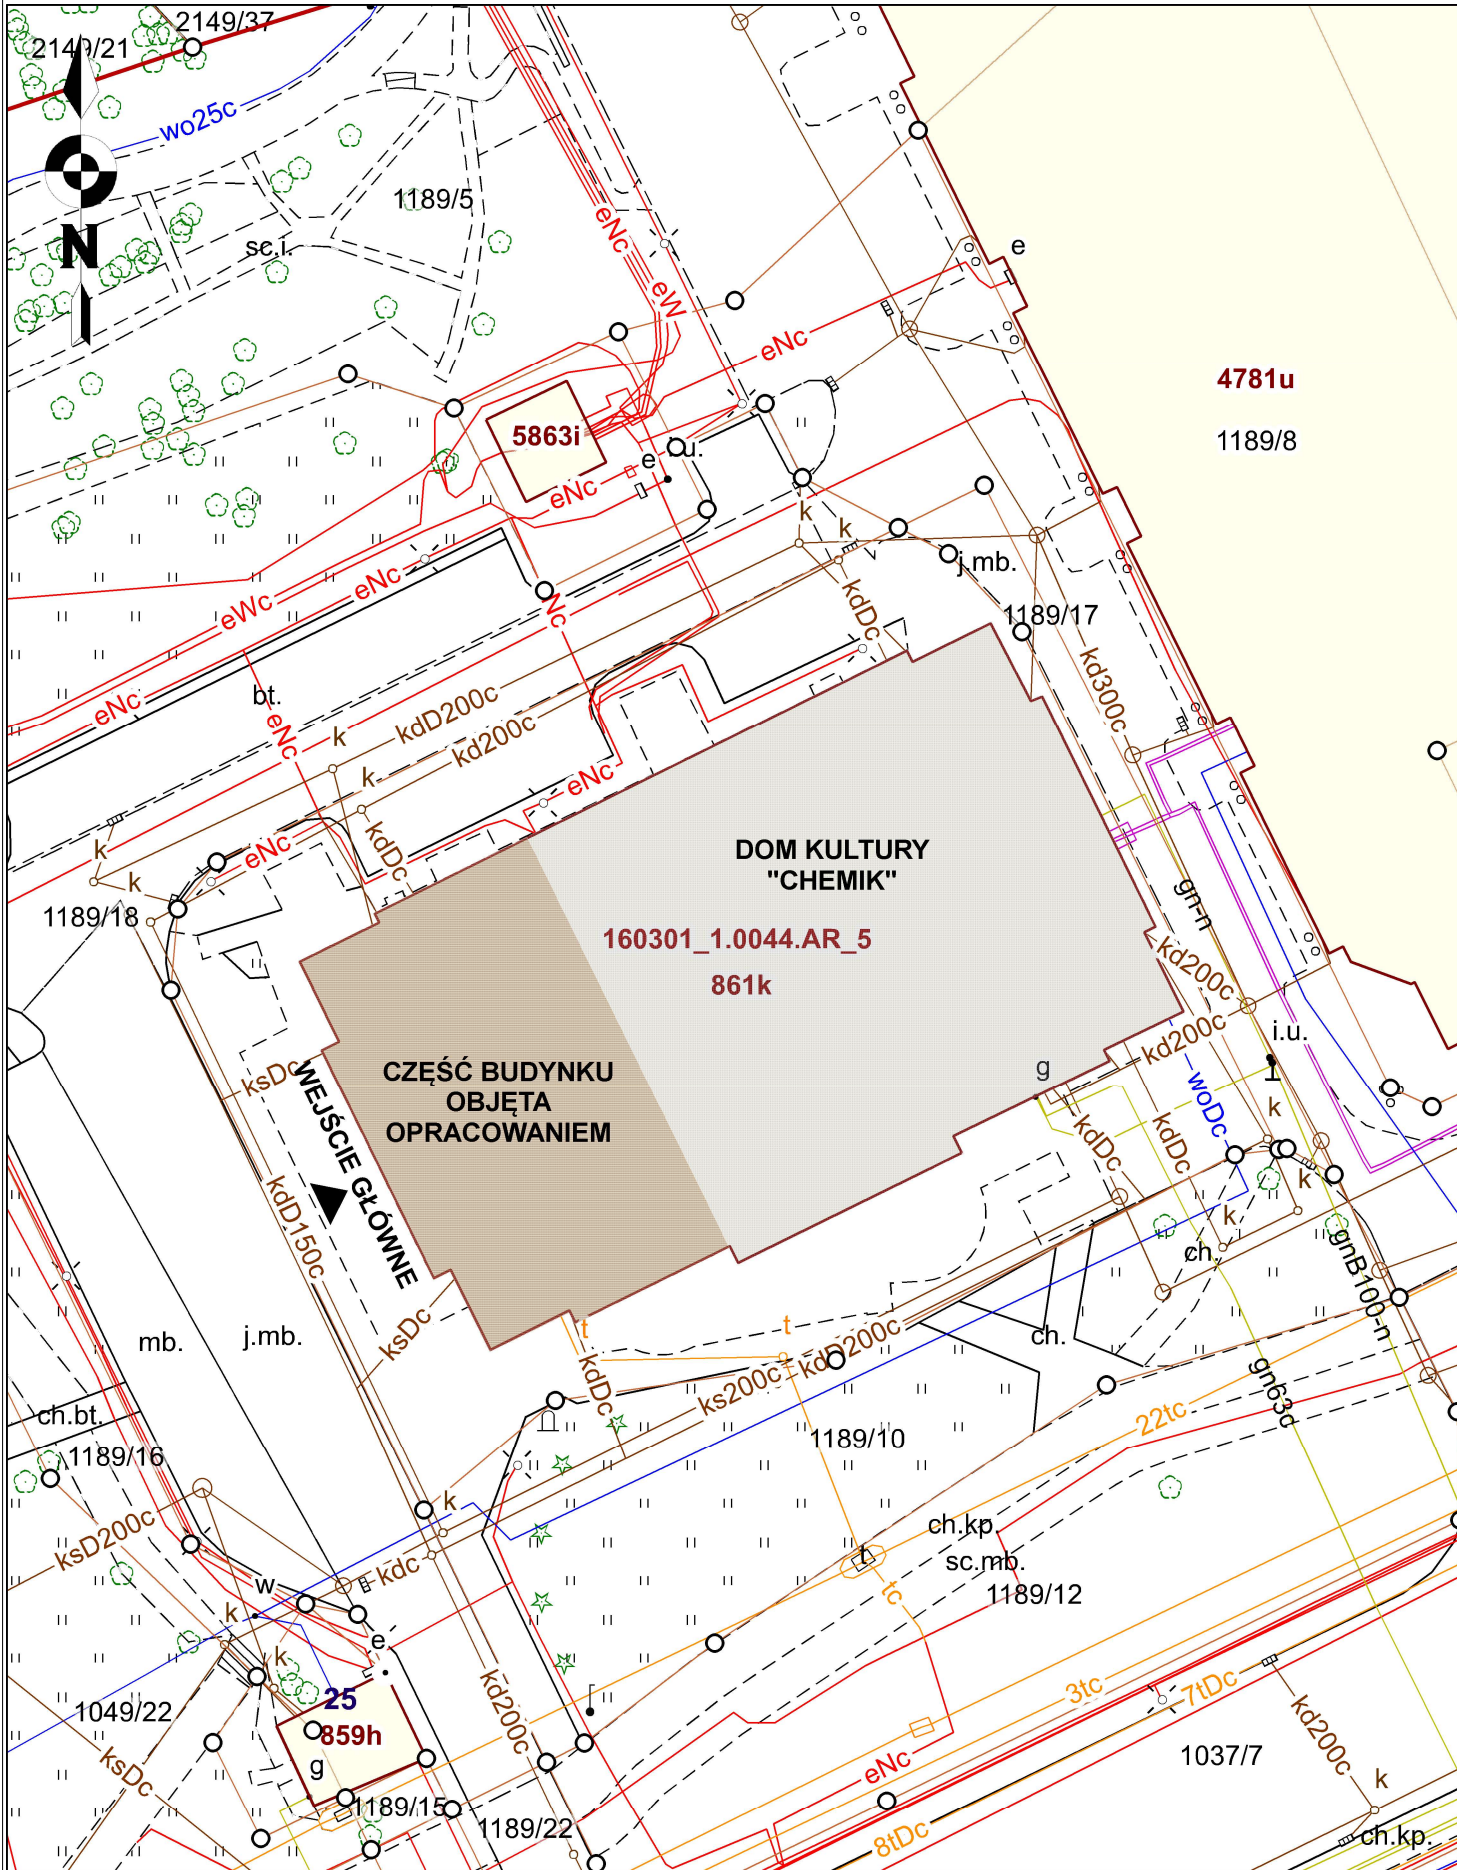 2149/37
2149/21
wo25c
N
1189/5
sc.i.
eNc
eW
e
eNc
4781u
1189/8
5863i
e
u.
eNc
k
k
j.mb.
1189/17
eNc
eWc
Nc
kdDc
kd300c
bt.
eNc
eNc
kdD200c
kd200c
k
k
eNc
kdDc
eNc
k
k
1189/18
DOM KULTURY
"CHEMIK"
160301_1.0044.AR_5
861k
gn-n
kd200c
kd200c
i.u.
ksDc
WEJŚCIE GŁÓWNE
CZĘŚĆ BUDYNKU
OBJĘTA
OPRACOWANIEM
g
woDc
k
kdDc
kdDc
k
k
ch.
kdD150c
gnB100-n
mb.
j.mb.
ksDc
t
t
kdD200c
ch.
kdDc
ks200c
gn63c
22tc
ch.bt.
1189/16
1189/10
k
ksD200c
kdc
ch.kp.
sc.mb.
t
1189/12
tc
w
k
e
k
1049/22
25
859h
kd200c
3tc
7tDc
kd200c
ksDc
g
1189/15
1189/22
eNc
1037/7
k
8tDc
ch.kp.